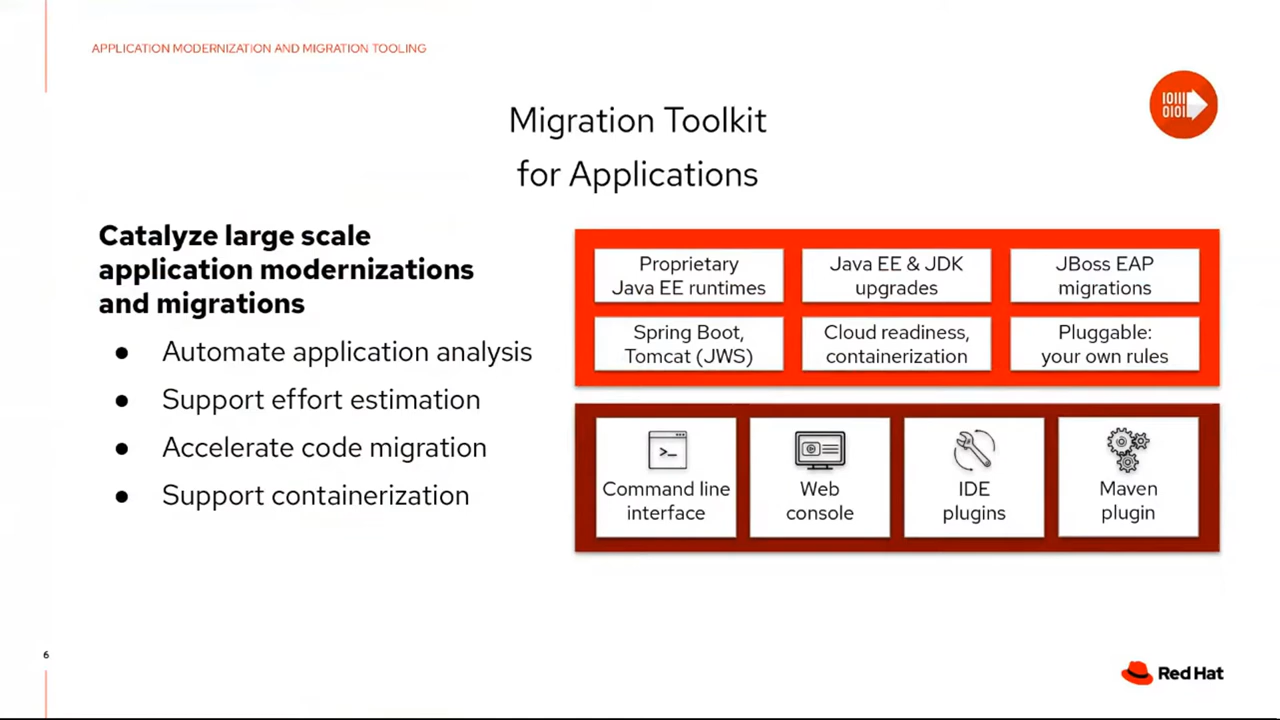 APPLICATION MODERNIZATION AND MIGRATION TOOLING
IOIII
OIOI
Migration Toolkit
for Applications
Catalyze large scale
application modernizations
and migrations
● Automate application analysis
● Support effort estimation
● Accelerate code migration
● Support containerization
Proprietary
Java EE runtimes
Java EE & JDK
upgrades
JBoss EAP
migrations
Spring Boot,
Tomcat (JWS)
Cloud readiness,
containerization
Pluggable:
your own rules
>_
Command line
interface
Web
console
IDE
plugins
Maven
plugin
6
Red Hat